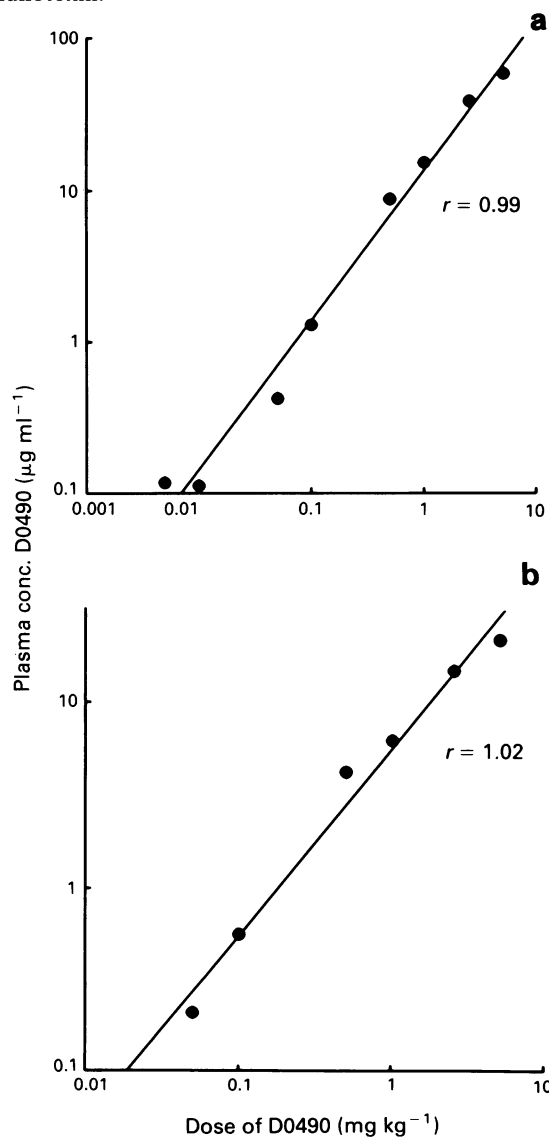 a
100
10
1
0.1
r = 0.99
0.001 0.01 0.1 1 10
Plasma conc. D0490 (μg ml⁻¹)
b
10
1
0.1
r = 1.02
0.01 0.1 1 10
Dose of D0490 (mg kg⁻¹)